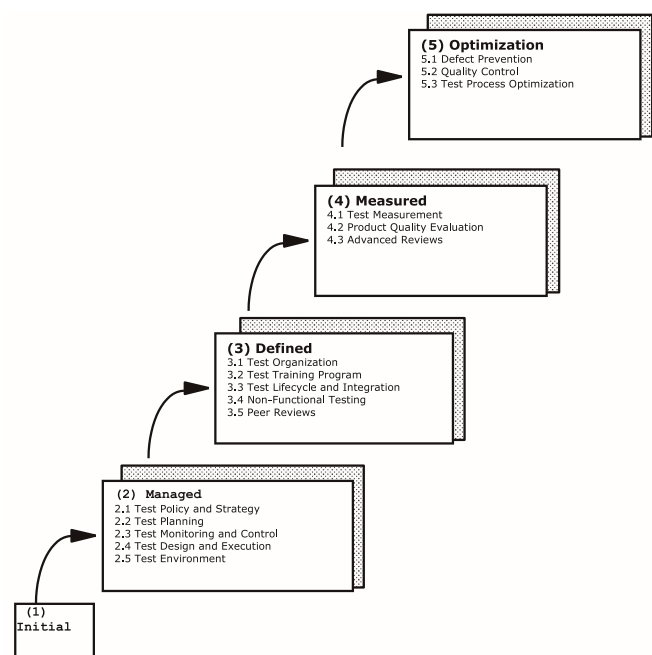 (5) Optimization
5.1 Defect Prevention
5.2 Quality Control
5.3 Test Process Optimization
(4) Measured
4.1 Test Measurement
4.2 Product Quality Evaluation
4.3 Advanced Reviews
(3) Defined
3.1 Test Organization
3.2 Test Training Program
3.3 Test Lifecycle and Integration
3.4 Non-Functional Testing
3.5 Peer Reviews
(2) Managed
2.1 Test Policy and Strategy
2.2 Test Planning
2.3 Test Monitoring and Control
2.4 Test Design and Execution
2.5 Test Environment
(1)
Initial